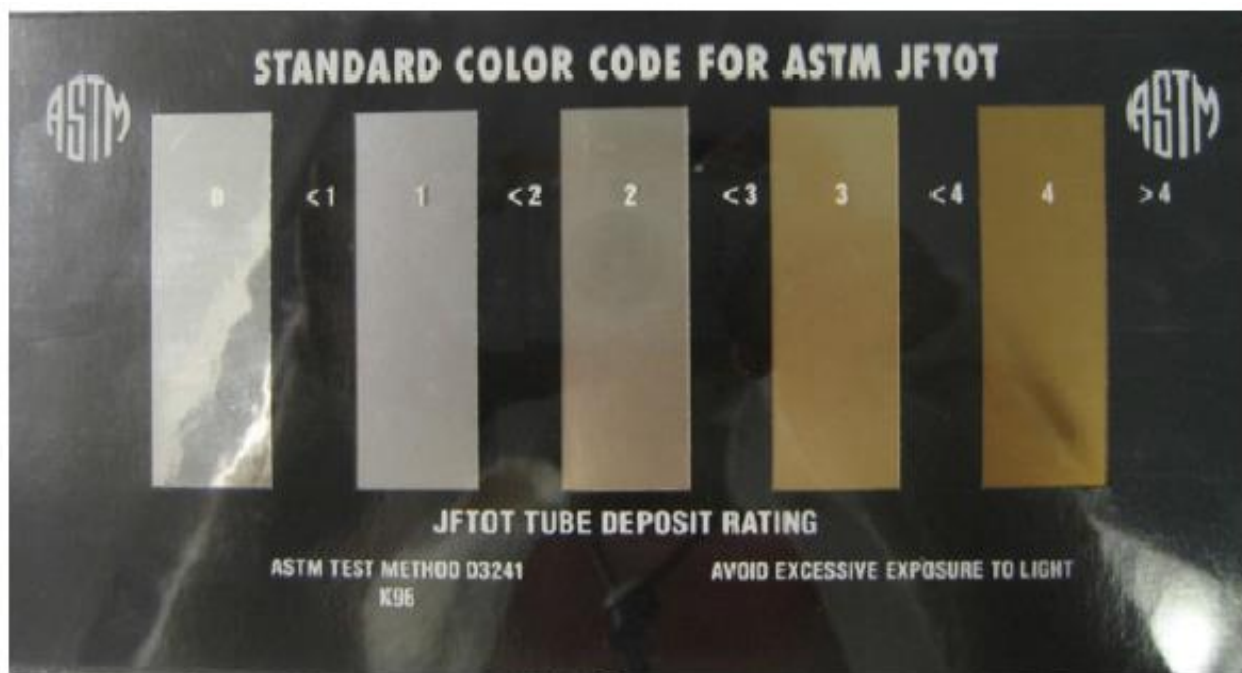 STANDARD COLOR CODE FOR ASTM JFTOT
ASTM
ASTM
0 <1 1 <2 2 <3 3 <4 4 >4
JFTOT TUBE DEPOSIT RATING
ASTM TEST METHOD D3241
AVOID EXCESSIVE EXPOSURE TO LIGHT
K96